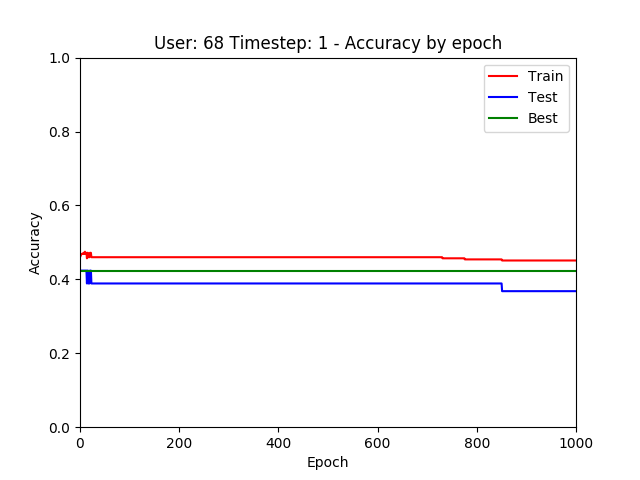 User: 68 Timestep: 1 - Accuracy by epoch
1.0
0.8
0.6
0.4
0.2
0.0
Accuracy
Train
Test
Best
0 200 400 600 800 1000
Epoch